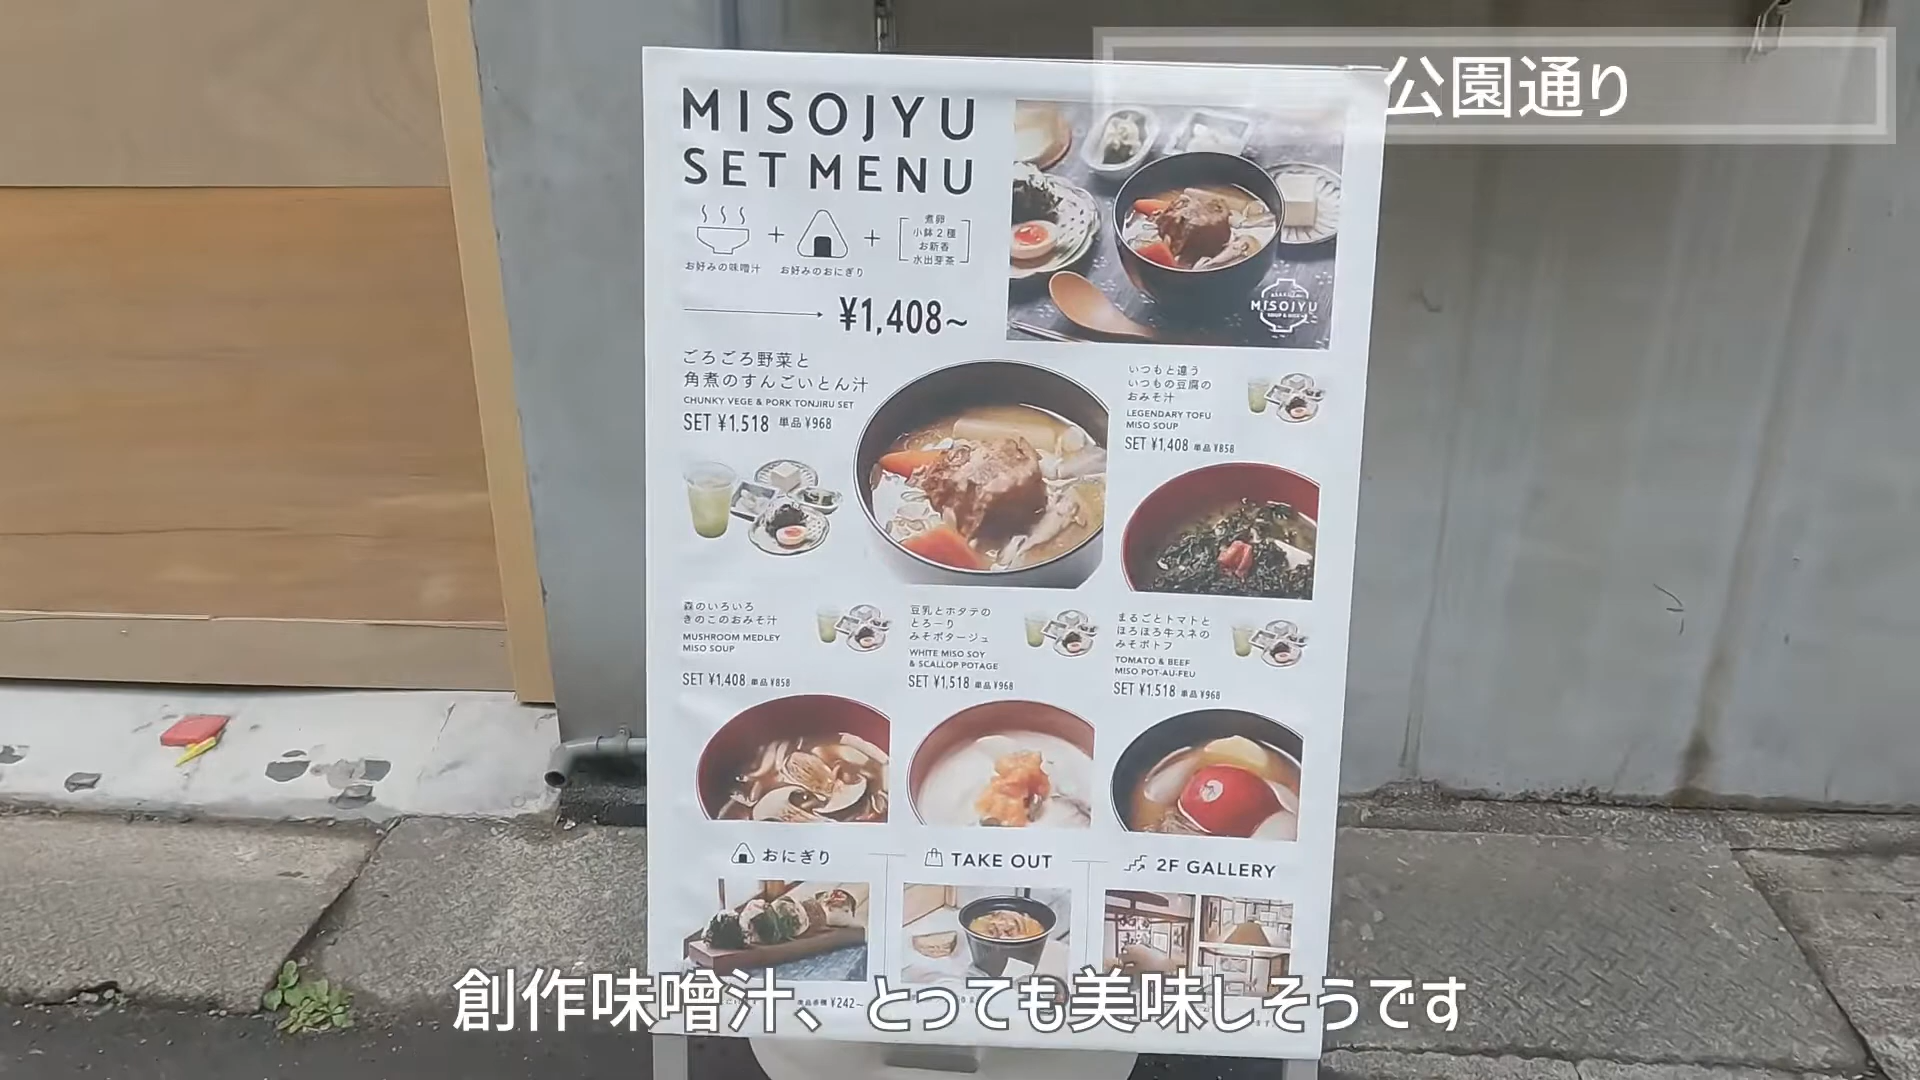 公園通り
MISOJYU
SET MENU
煮卵
小鉢2種
お新香
水出芽茶
お好みの味噌汁
お好みのおにぎり
¥1,408~
MISOJYU
ごろごろ野菜と
角煮のすんごいとん汁
CHUNKY VEGE & PORK TONJIRU SET
SET ¥1,518 単品 ¥968
いつもと違う
いつもの豆腐の
おみそ汁
LEGENDARY TOFU
MISO SOUP
SET ¥1,408 単品 ¥858
森のいろいろ
きのこのおみそ汁
MUSHROOM MEDLEY
MISO SOUP
SET ¥1,408 単品 ¥858
豆乳とホタテの
とろーり
みそポタージュ
WHITE MISO SOY
& SCALLOP POTAGE
SET ¥1,518 単品 ¥968
まるごとトマトと
ほろほろ牛スネの
みそポトフ
TOMATO & BEEF
MISO POT-AU-FEU
SET ¥1,518 単品 ¥968
おにぎり
TAKE OUT
2F GALLERY
¥242~
創作味噌汁、とっても美味しそうです